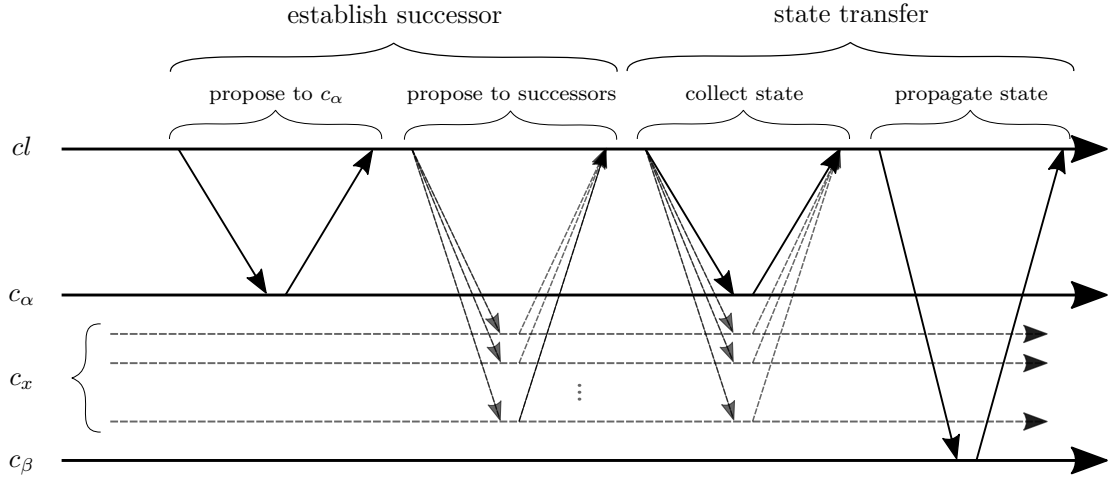 establish successor
state transfer
propose to cα
propose to successors
collect state
propagate state
cl
cα
cx
⋮
cβ